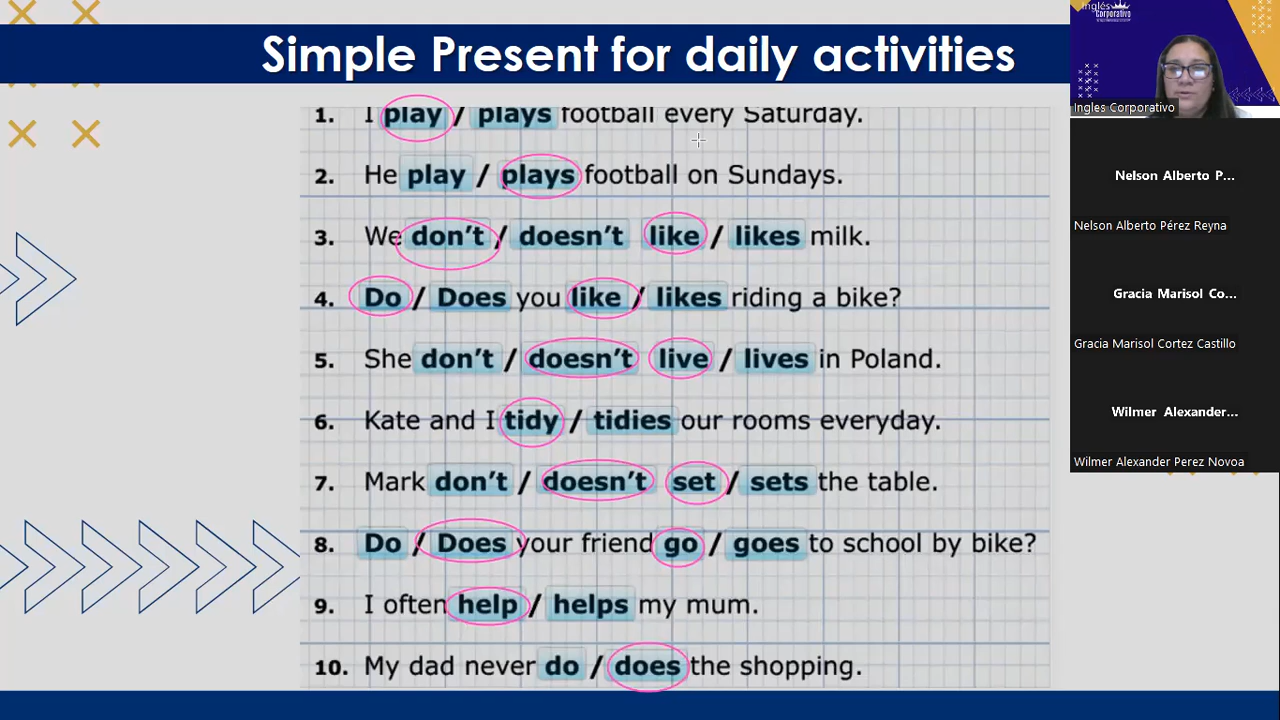 Simple Present for daily activities
1. I play / plays football every Saturday.
2. He play / plays football on Sundays.
3. We don't / doesn't like / likes milk.
4. Do / Does you like / likes riding a bike?
5. She don't / doesn't live / lives in Poland.
6. Kate and I tidy / tidies our rooms everyday.
7. Mark don't / doesn't set / sets the table.
8. Do / Does your friend go / goes to school by bike?
9. I often help / helps my mum.
10. My dad never do / does the shopping.
Inglés
Corporativo
Ingles Corporativo
Nelson Alberto P...
Nelson Alberto Pérez Reyna
Gracia Marisol Co...
Gracia Marisol Cortez Castillo
Wilmer Alexander...
Wilmer Alexander Perez Novoa